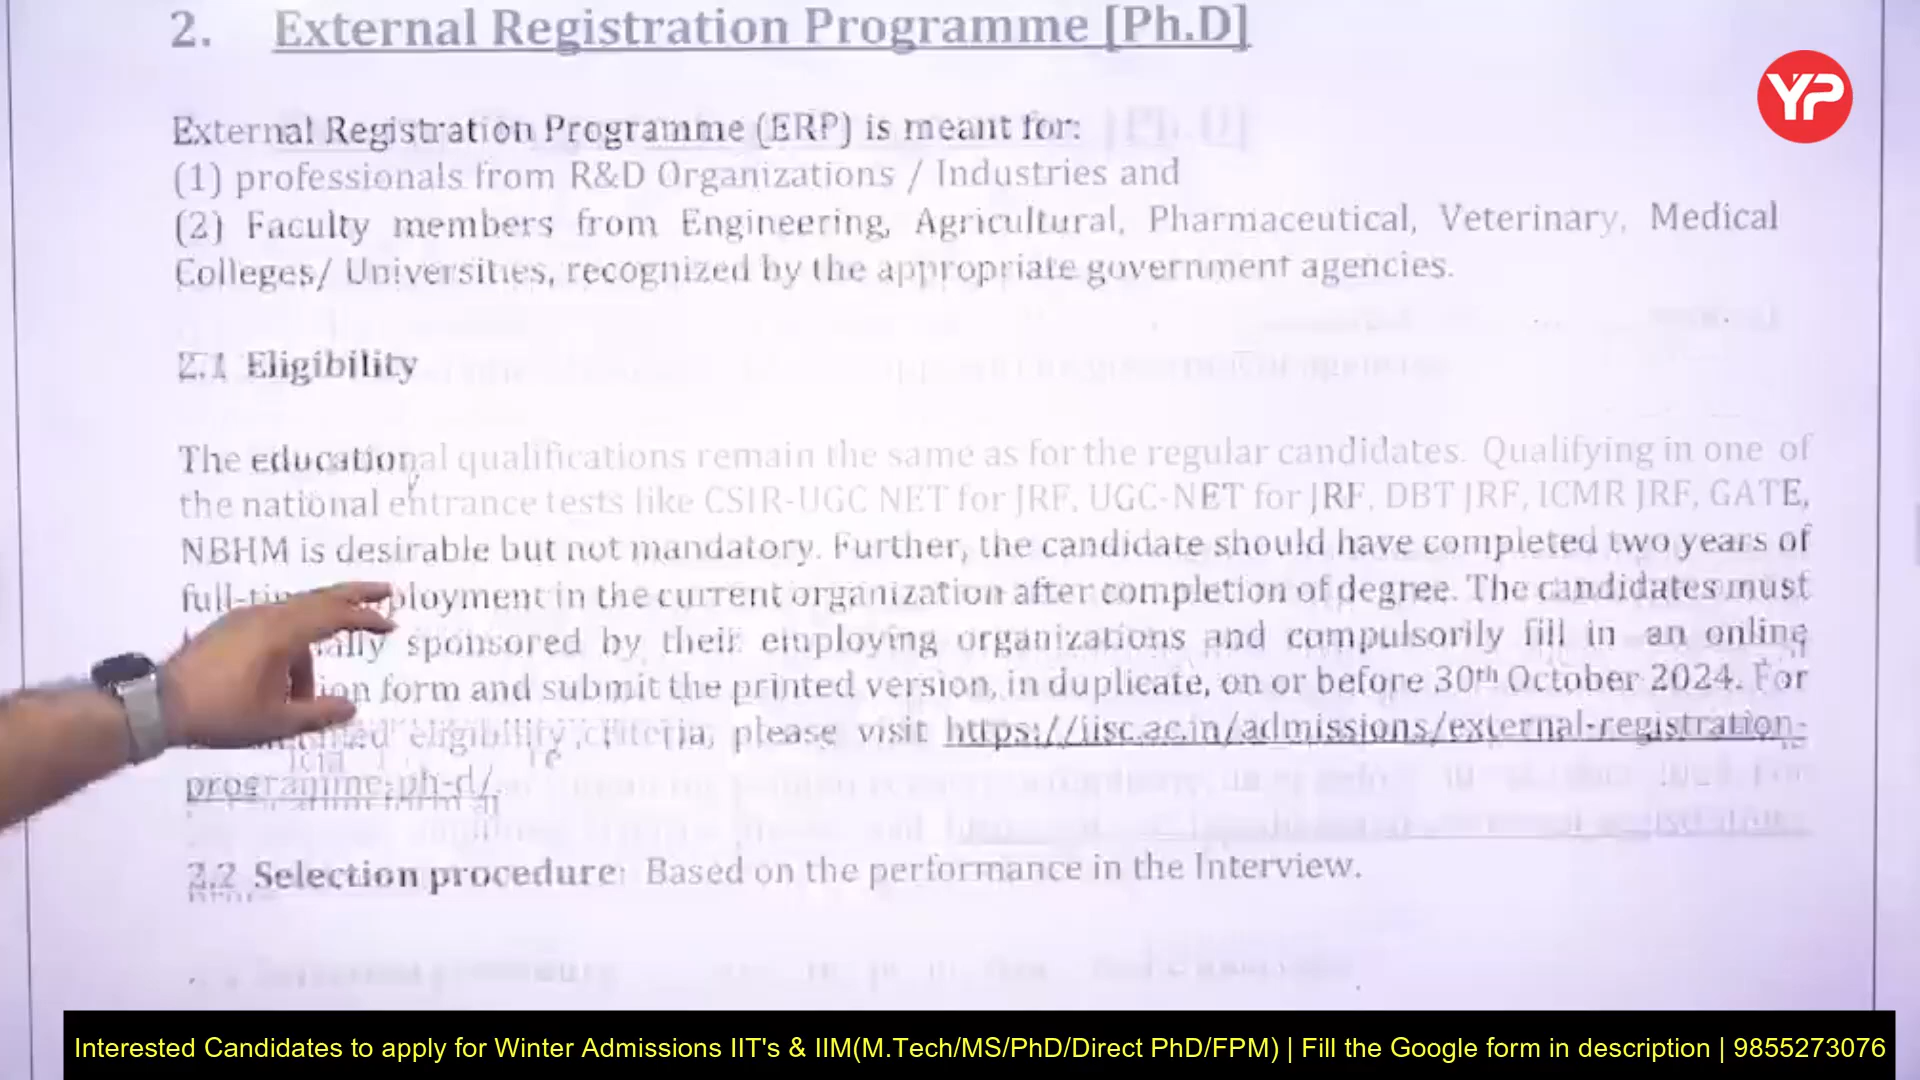 2. External Registration Programme [Ph.D]
YP
External Registration Programme (ERP) is meant for:
(1) professionals from R&D Organizations / Industries and
(2) Faculty members from Engineering, Agricultural, Pharmaceutical, Veterinary, Medical
Colleges/ Universities, recognized by the appropriate government agencies.
2.1 Eligibility
The educational qualifications remain the same as for the regular candidates. Qualifying in one of
the national entrance tests like CSIR-UGC NET for JRF, UGC-NET for JRF, DBT JRF, ICMR JRF, GATE,
NBHM is desirable but not mandatory. Further, the candidate should have completed two years of
in the current organization after completion of degree. The candidates must
sponsored by their employing organizations and compulsorily fill in an online
form and submit the printed version, in duplicate, on or before 30th October 2024. For
eligibility criteria, please visit https://iisc.ac.in/admissions/external-registration-
programme-ph-d/.
2.2 Selection procedure: Based on the performance in the Interview.
Interested Candidates to apply for Winter Admissions IIT's & IIM(M.Tech/MS/PhD/Direct PhD/FPM) | Fill the Google form in description | 9855273076